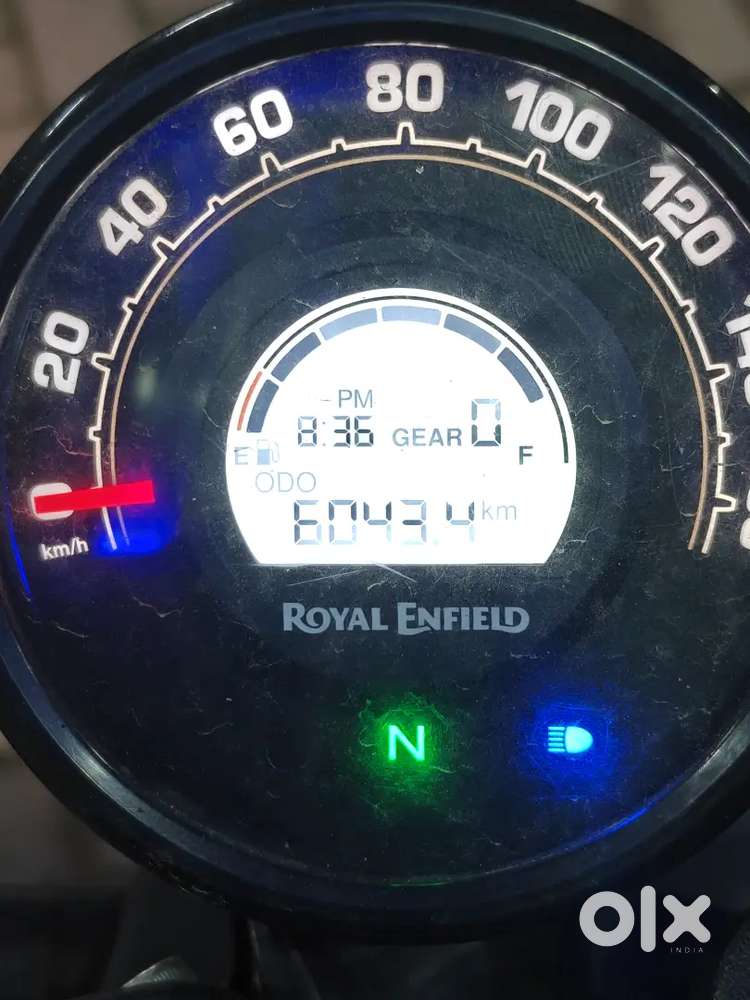 0 20 40 60 80 100 120
km/h
PM
8:36 GEAR 0
E F
ODO
6043.4 km
ROYAL ENFIELD
N
olx
INDIA